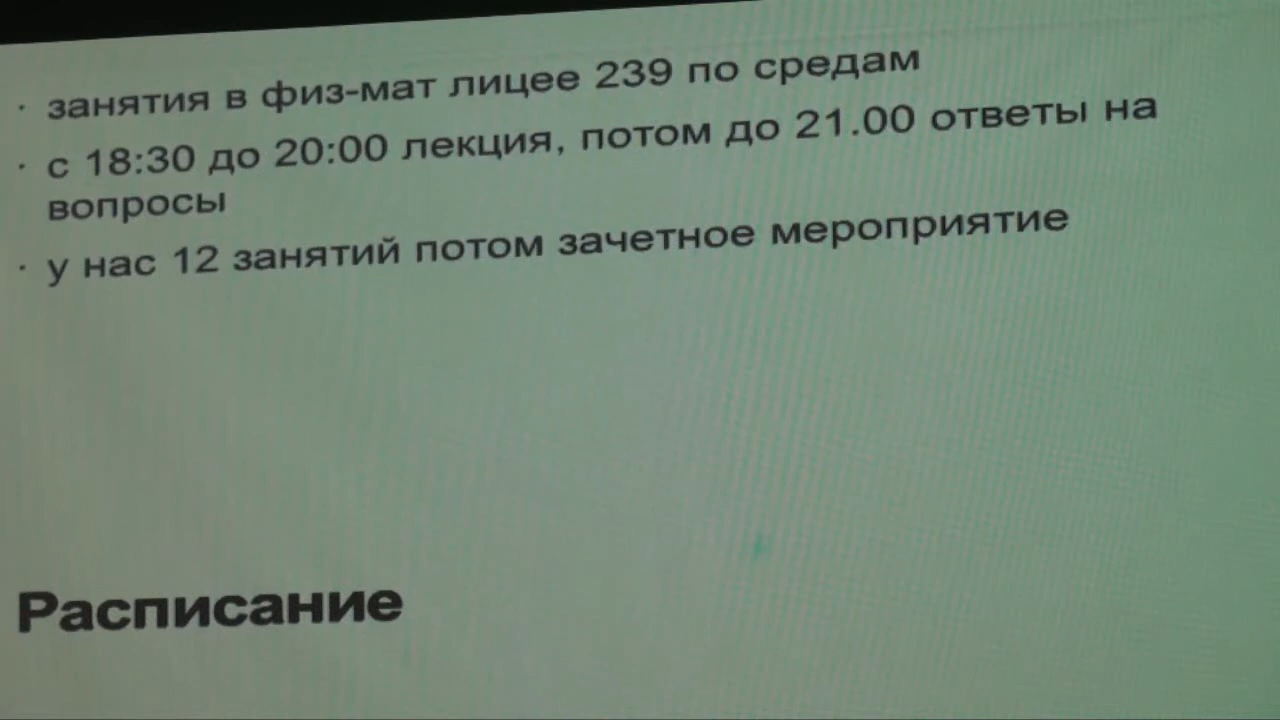 · занятия в физ-мат лицее 239 по средам
· с 18:30 до 20:00 лекция, потом до 21.00 ответы на
вопросы
· у нас 12 занятий потом зачетное мероприятие
Расписание